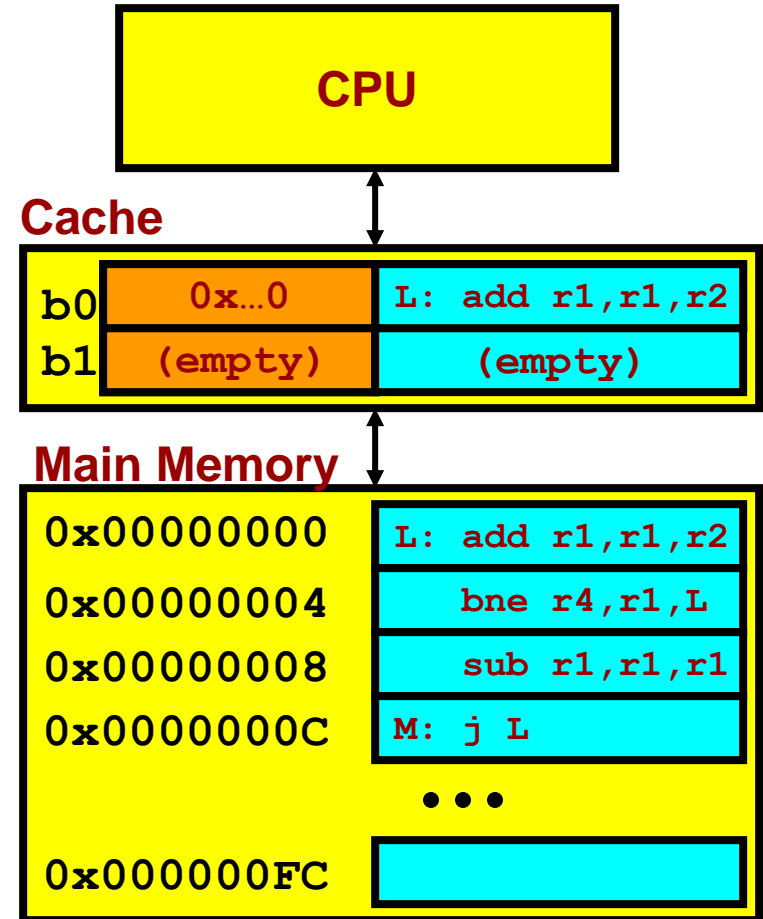 CPU
Cache
b0 0x…0 L: add r1,r1,r2
b1 (empty) (empty)
Main Memory
0x00000000 L: add r1,r1,r2
0x00000004 bne r4,r1,L
0x00000008 sub r1,r1,r1
0x0000000C M: j L
•••
0x000000FC